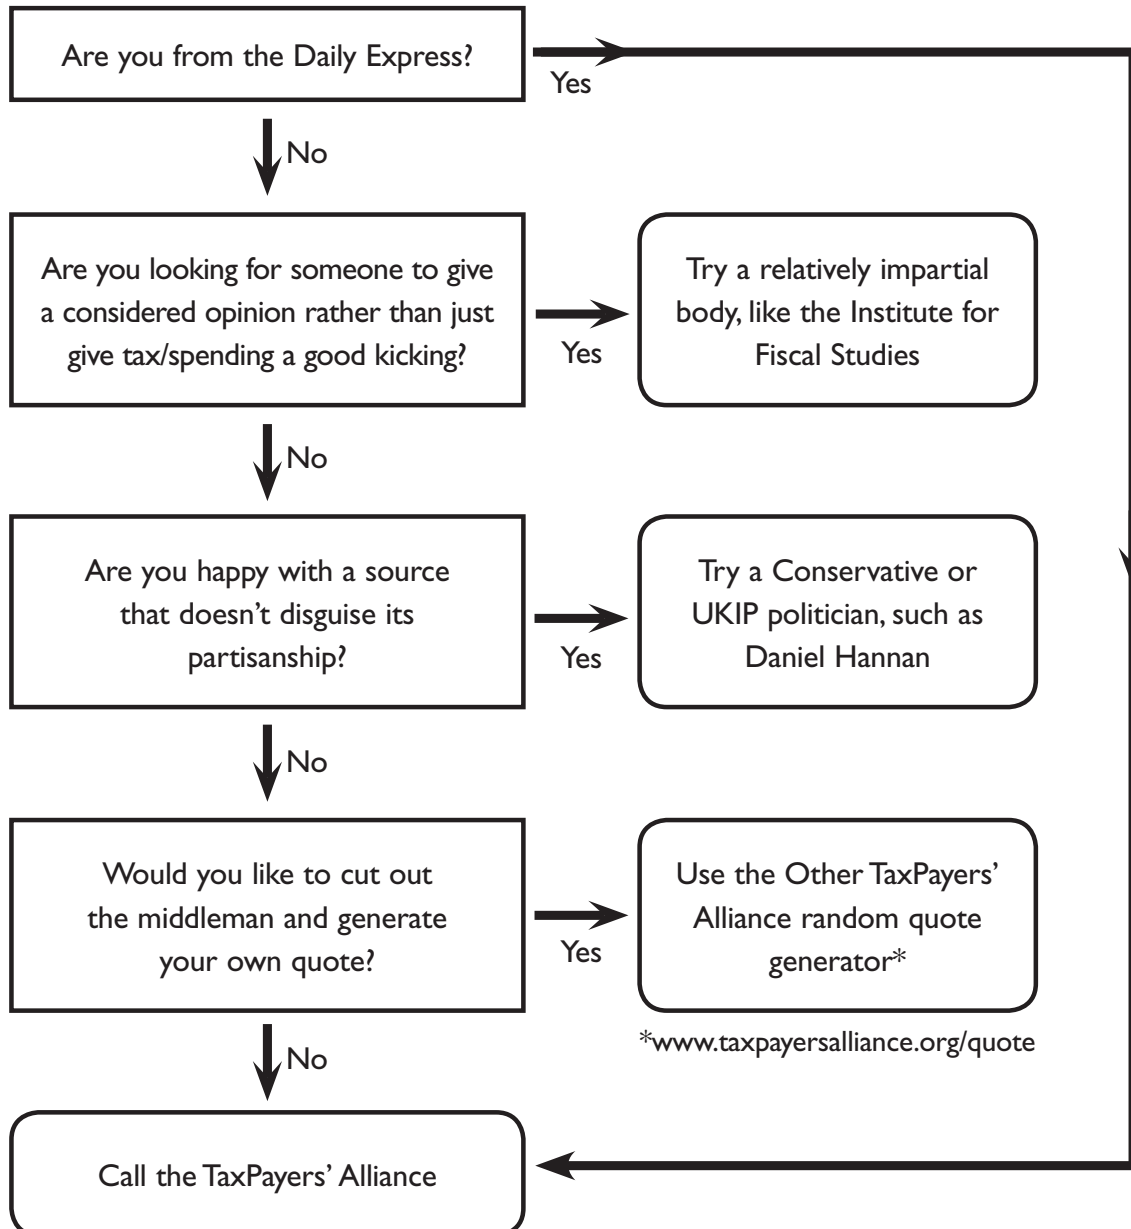 Are you from the Daily Express?
Yes
No
Are you looking for someone to give
a considered opinion rather than just
give tax/spending a good kicking?
Yes
Try a relatively impartial
body, like the Institute for
Fiscal Studies
No
Are you happy with a source
that doesn’t disguise its
partisanship?
Yes
Try a Conservative or
UKIP politician, such as
Daniel Hannan
No
Would you like to cut out
the middleman and generate
your own quote?
Yes
Use the Other TaxPayers’
Alliance random quote
generator*
*www.taxpayersalliance.org/quote
No
Call the TaxPayers’ Alliance